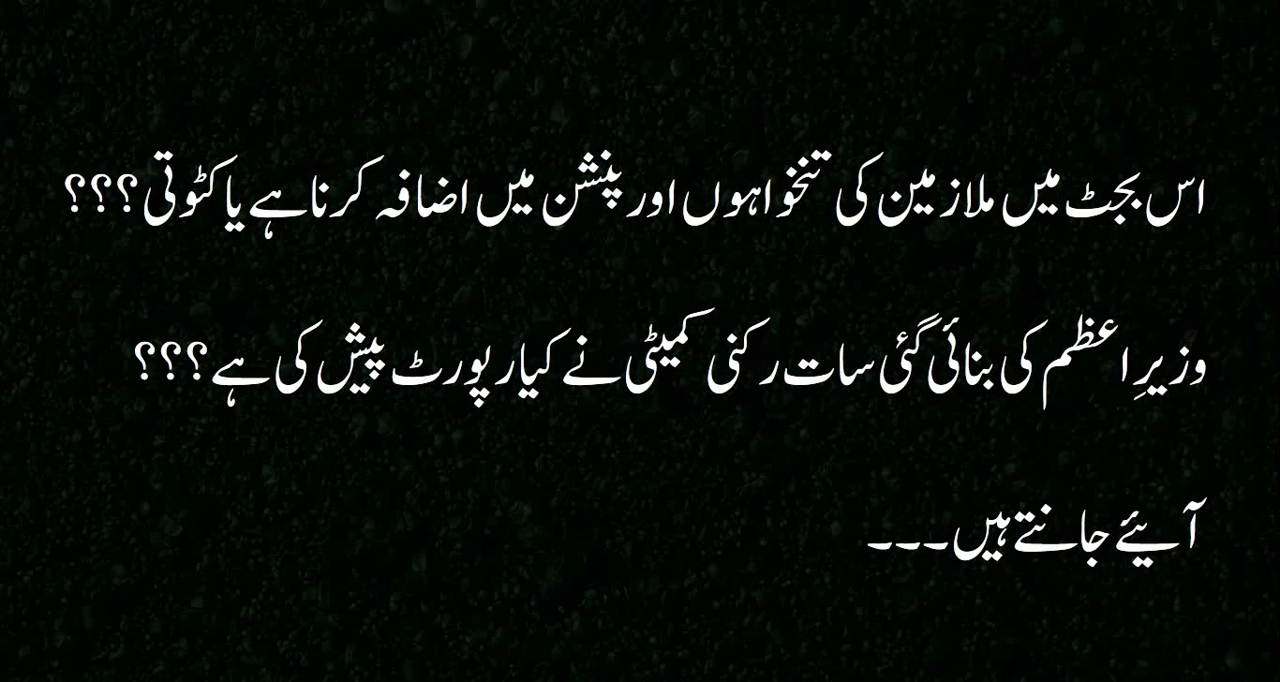 اس بجٹ میں ملازمین کی تنخواہوں اور پنشن میں اضافہ کرنا ہے یا کٹوتی؟؟؟
وزیرِ اعظم کی بنائی گئی سات رکنی کمیٹی نے کیا رپورٹ پیش کی ہے؟؟؟
آیئے جانتے ہیں۔۔۔